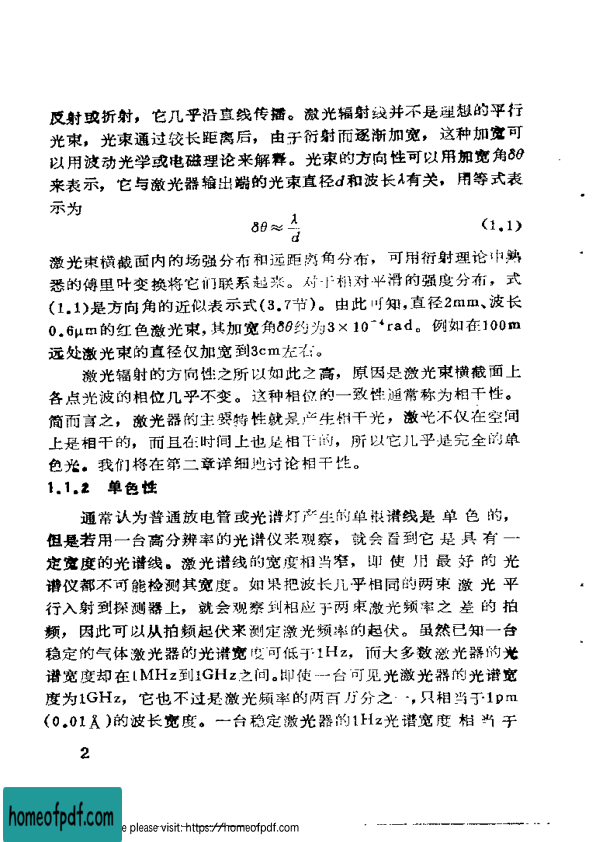 反射或折射，它几乎沿直线传播。激光辐射线并不是理想的平行
光束，光束通过较长距离后，由于衍射而逐渐加宽，这种加宽可
以用波动光学或电磁理论来解释。光束的方向性可以用加宽角δθ
来表示，它与激光器输出端的光束直径d和波长λ有关，用等式表
示为
δθ≈λ/d （1.1）
激光束横截面内的场强分布和远距离角分布，可用衍射理论中熟
悉的傅里叶变换将它们联系起来。对于相对平滑的强度分布，式
(1.1)是方向角的近似表示式(3.7节)。由此可知，直径2mm、波长
0.6μm的红色激光束，其加宽角δθ约为3×10⁻⁴rad。例如在100m
远处激光束的直径仅加宽到3cm左右。
激光辐射的方向性之所以如此之高，原因是激光束横截面上
各点光波的相位几乎不变。这种相位的一致性通常称为相干性。
简而言之，激光器的主要特性就是产生相干光，激光不仅在空间
上是相干的，而且在时间上也是相干的，所以它几乎是完全的单
色光。我们将在第二章详细地讨论相干性。
1.1.2 单色性
通常认为普通放电管或光谱灯产生的单根谱线是单色的，
但是若用一台高分辨率的光谱仪来观察，就会看到它是具有一
定宽度的光谱线。激光谱线的宽度相当窄，即使用最好的光
谱仪都不可能检测其宽度。如果把波长几乎相同的两束激光平
行入射到探测器上，就会观察到相应于两束激光频率之差的拍
频，因此可以从拍频起伏来测定激光频率的起伏。虽然已知一台
稳定的气体激光器的光谱宽度可低于1Hz，而大多数激光器的光
谱宽度却在1MHz到1GHz之间。即使一台可见光激光器的光谱宽
度为1GHz，它也不过是激光频率的两百万分之一，只相当于1pm
(0.01Å)的波长宽度。一台稳定激光器的1Hz光谱宽度相当于
2
homeofpdf.com
e please visit: https://homeofpdf.com